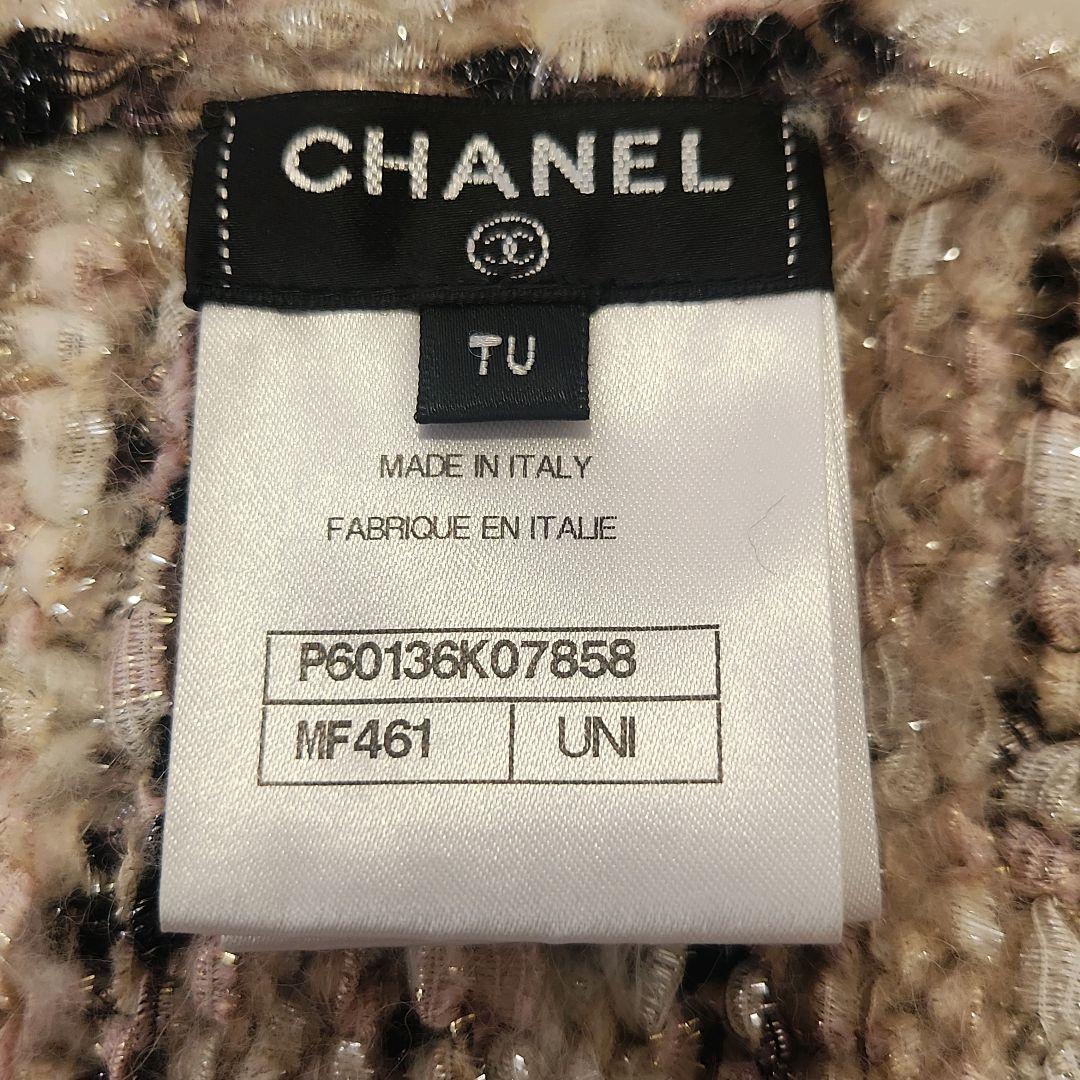 CHANEL
TU
MADE IN ITALY
FABRIQUE EN ITALIE
P60136K07858
MF461 UNI